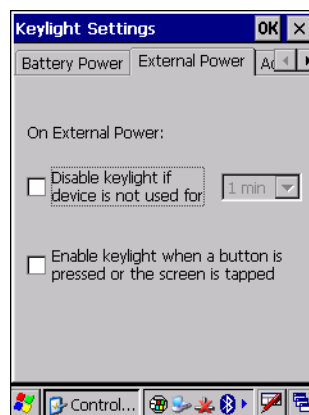 Keylight Settings OK
Battery Power External Power
On External Power:
Disable keylight if
device is not used for 1 min
Enable keylight when a button is
pressed or the screen is tapped
Control...